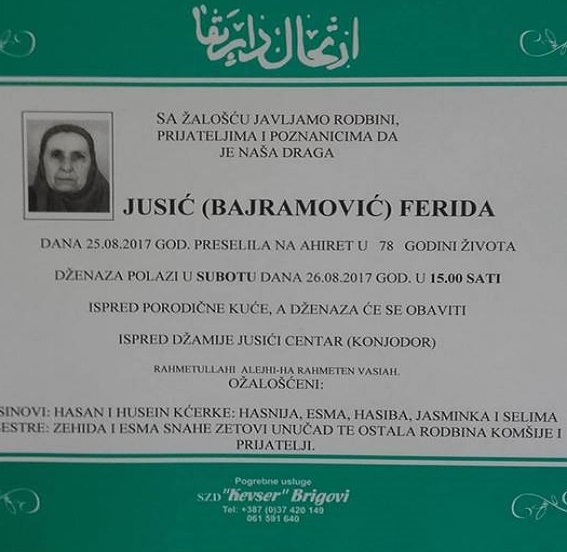 ارتحال دار بقا
SA ŽALOŠĆU JAVLJAMO RODBINI,
PRIJATELJIMA I POZNANICIMA DA
JE NAŠA DRAGA
JUSIĆ (BAJRAMOVIĆ) FERIDA
DANA 25.08.2017 GOD. PRESELILA NA AHIRET U 78 GODINI ŽIVOTA
DŽENAZA POLAZI U SUBOTU DANA 26.08.2017 GOD. U 15.00 SATI
ISPRED PORODIČNE KUĆE, A DŽENAZA ĆE SE OBAVITI
ISPRED DŽAMIJE JUSIĆI CENTAR (KONJODOR)
RAHMETULLAHI ALEJHI-HA RAHMETEN VASIAH.
OŽALOŠĆENI:
SINOVI: HASAN I HUSEIN KĆERKE: HASNIJA, ESMA, HASIBA, JASMINKA I SELIMA
ESTRE: ZEHIDA I ESMA SNAHE ZETOVI UNUČAD TE OSTALA RODBINA KOMŠIJE I
PRIJATELJI.
Pogrebne usluge
SZD "Kevser" Brigovi
Tel: +387 (0)37 420 149
061 591 640